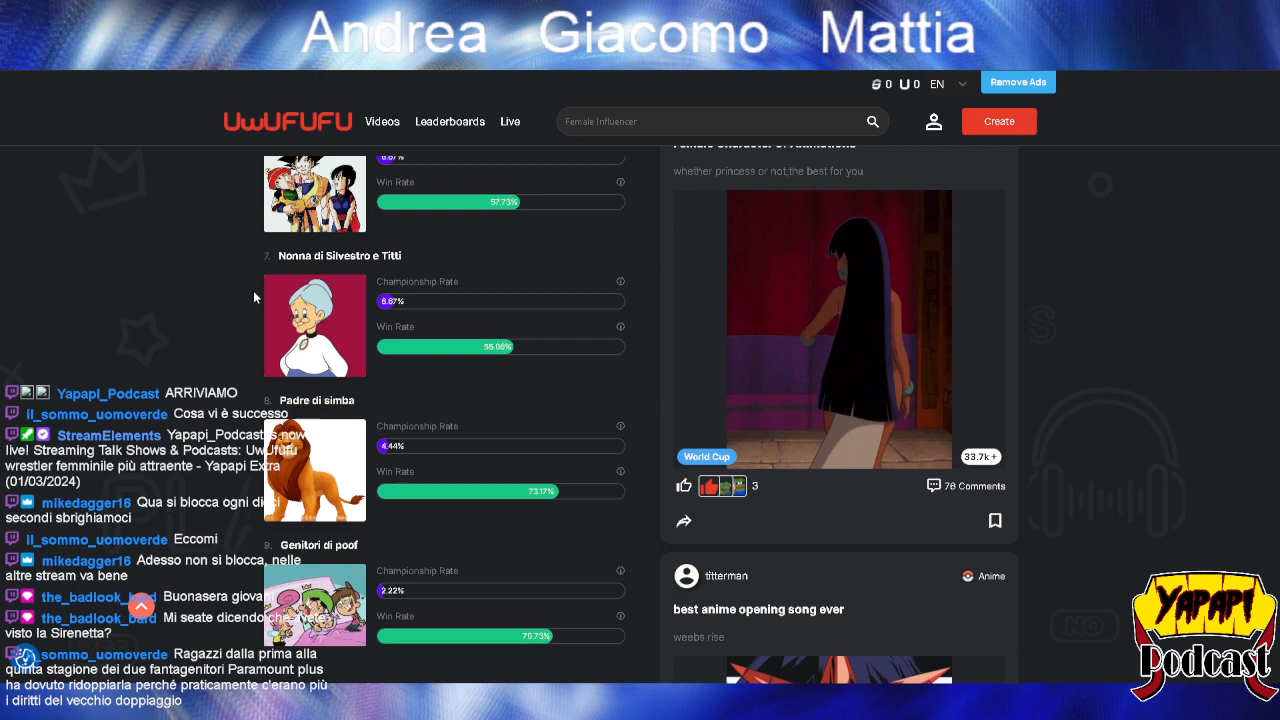 Andrea Giacomo Mattia
0 0 EN
Remove Ads
UwUFUFU
Videos Leaderboards Live
Female Influencer
Create
6.67%
Win Rate
57.73%
7. Nonna di Silvestro e Titti
Championship Rate
6.67%
Win Rate
55.06%
8. Padre di simba
Championship Rate
4.44%
Win Rate
73.17%
9. Genitori di poof
Championship Rate
2.22%
Win Rate
70.73%
Female Character of Animations
whether princess or not,the best for you
World Cup
33.7k+
3
76 Comments
titterman
Anime
best anime opening song ever
weebs rise
Yapapi_Podcast ARRIVIAMO
il_sommo_uomoverde Cosa vi è successo
StreamElements Yapapi_Podcast is now
live! Streaming Talk Shows & Podcasts: UwUfufu
wrestler femminile più attraente - Yapapi Extra
(01/03/2024)
mikedagger16 Qua si blocca ogni dieci
secondi sbrighiamoci
il_sommo_uomoverde Eccomi
mikedagger16 Adesso non si blocca, nelle
altre stream va bene
the_badlook_bard Buonasera giovani
the_badlook_bard Mi seate dicendo che avete
visto la Sirenetta?
sommo_uomoverde Ragazzi dalla prima alla
quinta stagione dei due fantagenitori Paramount plus
ha dovuto ridoppiarla perché praticamente c'erano più
i diritti del vecchio doppiaggio
YAPAPI
Podcast
NO